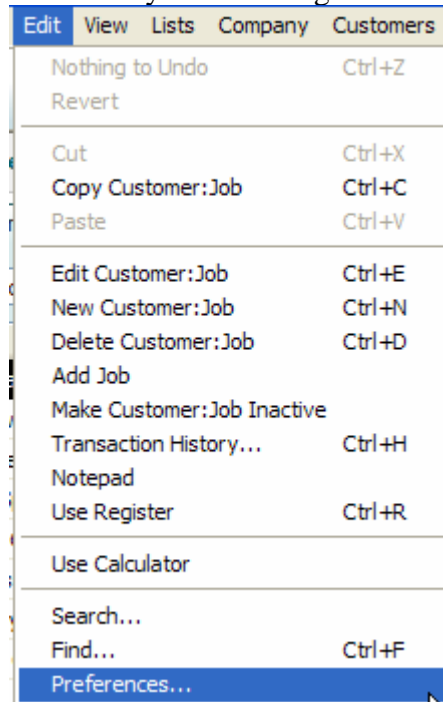 Edit View Lists Company Customers
Nothing to Undo Ctrl+Z
Revert
Cut Ctrl+X
Copy Customer:Job Ctrl+C
Paste Ctrl+V
Edit Customer:Job Ctrl+E
New Customer:Job Ctrl+N
Delete Customer:Job Ctrl+D
Add Job
Make Customer:Job Inactive
Transaction History... Ctrl+H
Notepad
Use Register Ctrl+R
Use Calculator
Search...
Find... Ctrl+F
Preferences...